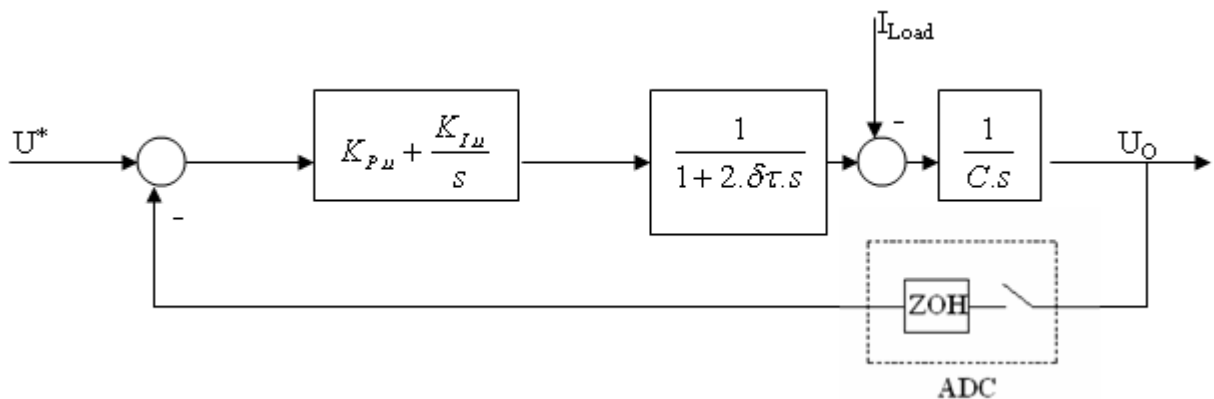 I_Load
U*
-
K_Pu + K_Iu / s
1 / 1+2.δτ.s
-
1 / C.s
U_O
-
ZOH
ADC